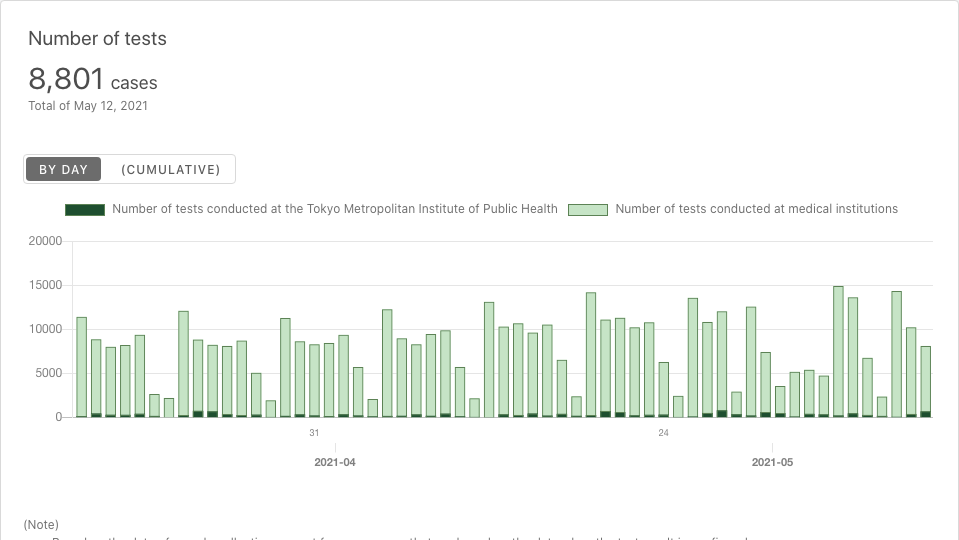 Number of tests
8,801 cases
Total of May 12, 2021
BY DAY (CUMULATIVE)
Number of tests conducted at the Tokyo Metropolitan Institute of Public Health Number of tests conducted at medical institutions
20000
15000
10000
5000
0
31 24
2021-04 2021-05
(Note)